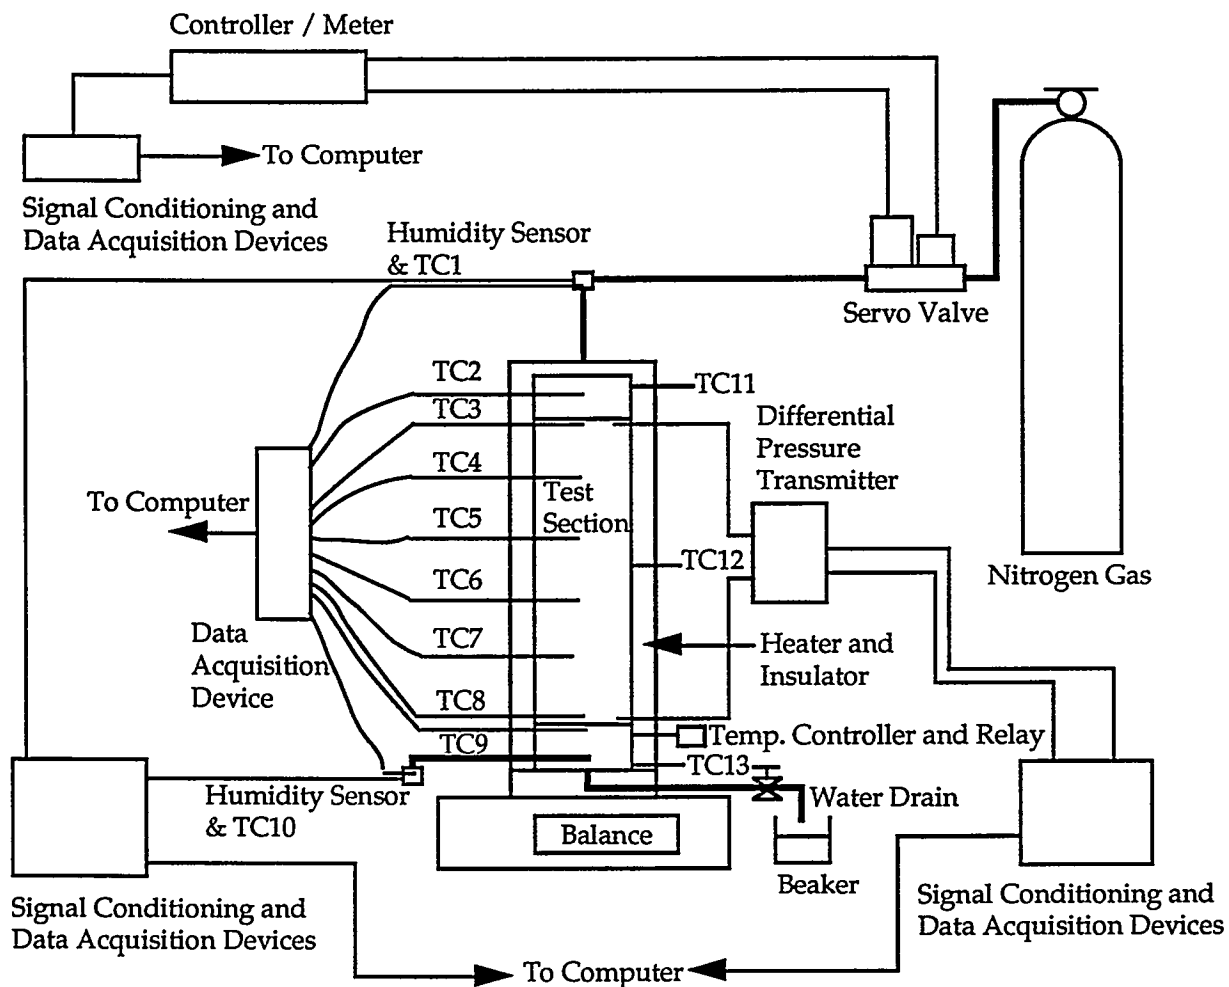 Controller / Meter
To Computer
Signal Conditioning and
Data Acquisition Devices
Humidity Sensor
& TC1
Servo Valve
TC2
TC11
TC3
Differential
Pressure
Transmitter
TC4
Test
Section
To Computer
TC5
TC12
TC6
Nitrogen Gas
Data
Acquisition
Device
TC7
Heater and
Insulator
TC8
Temp. Controller and Relay
TC9
TC13
Humidity Sensor
& TC10
Water Drain
Balance
Beaker
Signal Conditioning and
Data Acquisition Devices
Signal Conditioning and
Data Acquisition Devices
To Computer